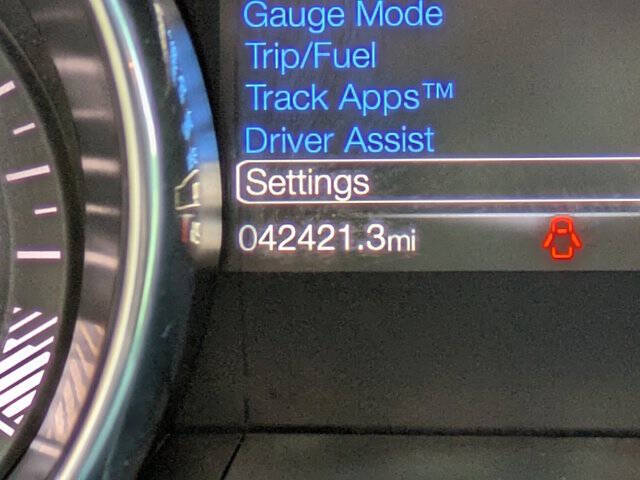 Gauge Mode
Trip/Fuel
Track Apps™
Driver Assist
Settings
042421.3mi